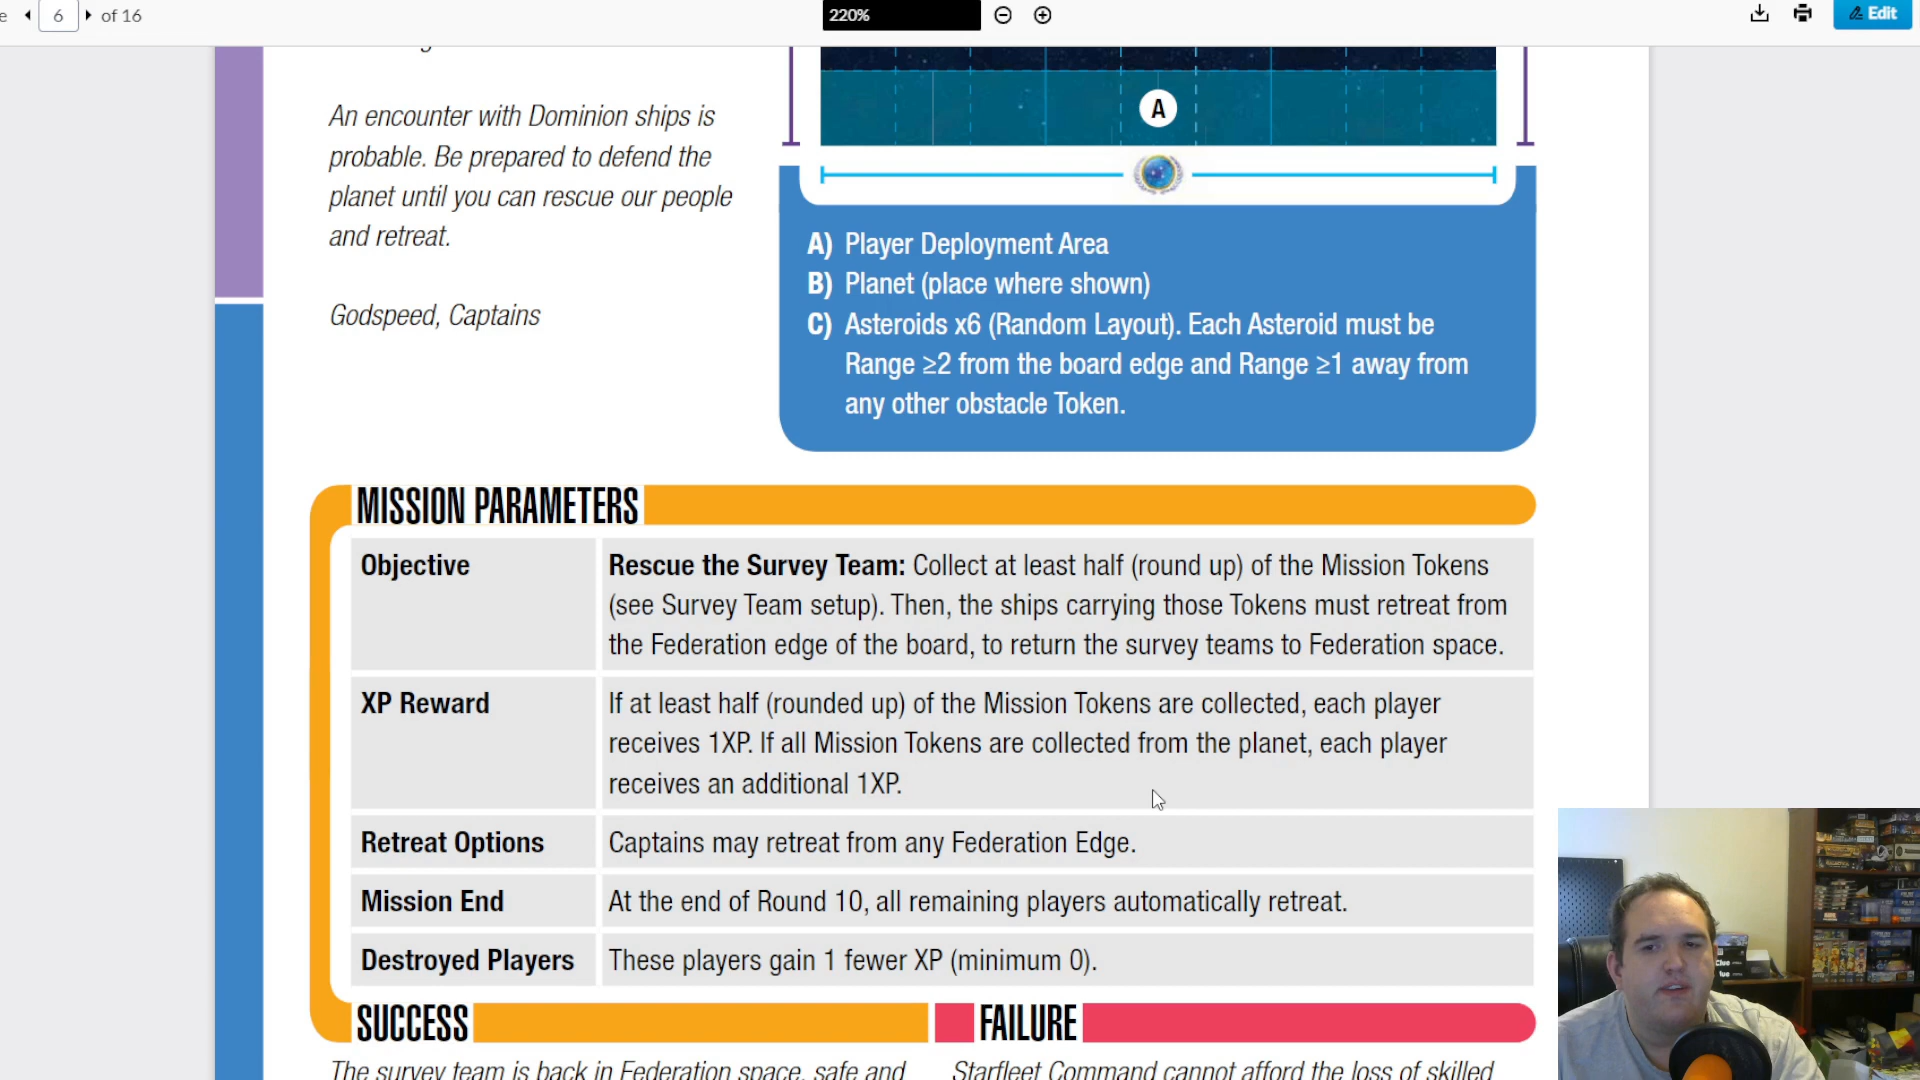 6 of 16
220%
Edit
An encounter with Dominion ships is
probable. Be prepared to defend the
planet until you can rescue our people
and retreat.
Godspeed, Captains
A
A) Player Deployment Area
B) Planet (place where shown)
C) Asteroids x6 (Random Layout). Each Asteroid must be
Range ≥2 from the board edge and Range ≥1 away from
any other obstacle Token.
MISSION PARAMETERS
Objective
Rescue the Survey Team: Collect at least half (round up) of the Mission Tokens
(see Survey Team setup). Then, the ships carrying those Tokens must retreat from
the Federation edge of the board, to return the survey teams to Federation space.
XP Reward
If at least half (rounded up) of the Mission Tokens are collected, each player
receives 1XP. If all Mission Tokens are collected from the planet, each player
receives an additional 1XP.
Retreat Options
Captains may retreat from any Federation Edge.
Mission End
At the end of Round 10, all remaining players automatically retreat.
Destroyed Players
These players gain 1 fewer XP (minimum 0).
SUCCESS
FAILURE
The survey team is back in Federation space, safe and
Starfleet Command cannot afford the loss of skilled
Clue